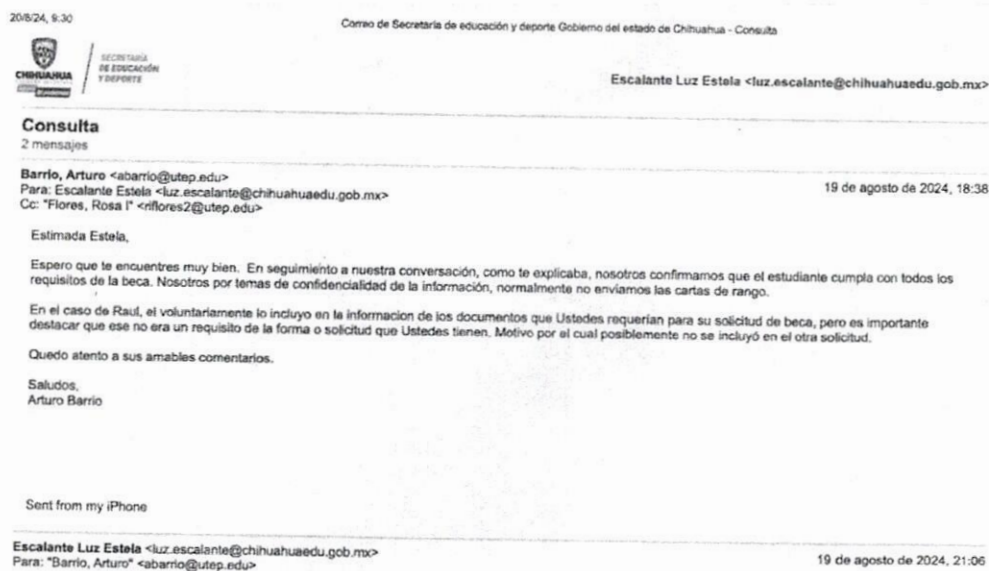 20/8/24, 9:30
Correo de Secretaría de educación y deporte Gobierno del estado de Chihuahua - Consulta
CHIHUAHUA
SECRETARÍA
DE EDUCACIÓN
Y DEPORTE
Escalante Luz Estela <luz.escalante@chihuahuaedu.gob.mx>
Consulta
2 mensajes
Barrio, Arturo <abarrio@utep.edu>
19 de agosto de 2024, 18:38
Para: Escalante Estela <luz.escalante@chihuahuaedu.gob.mx>
Cc: "Flores, Rosa I" <riflores2@utep.edu>
Estimada Estela,
Espero que te encuentres muy bien. En seguimiento a nuestra conversación, como te explicaba, nosotros confirmamos que el estudiante cumpla con todos los
requisitos de la beca. Nosotros por temas de confidencialidad de la información, normalmente no enviamos las cartas de rango.
En el caso de Raul, el voluntariamente lo incluyo en la informacion de los documentos que Ustedes requerían para su solicitud de beca, pero es importante
destacar que ese no era un requisito de la forma o solicitud que Ustedes tienen. Motivo por el cual posiblemente no se incluyó en el otra solicitud.
Quedo atento a sus amables comentarios.
Saludos,
Arturo Barrio
Sent from my iPhone
Escalante Luz Estela <luz.escalante@chihuahuaedu.gob.mx>
19 de agosto de 2024, 21:06
Para: "Barrio, Arturo" <abarrio@utep.edu>